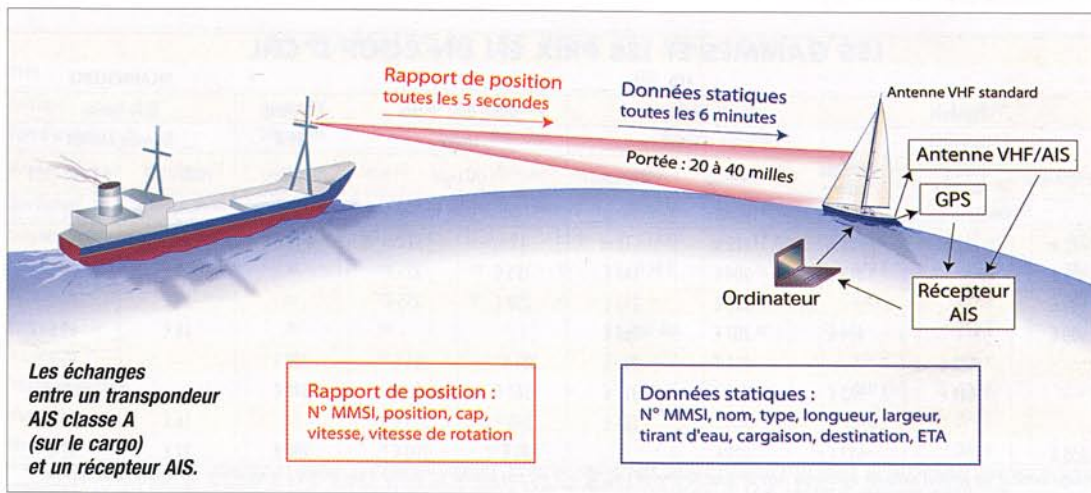 Rapport de position
toutes les 5 secondes
Données statiques
toutes les 6 minutes
Antenne VHF standard
Portée : 20 à 40 milles
Antenne VHF/AIS
GPS
Ordinateur
Récepteur
AIS
Les échanges
entre un transpondeur
AIS classe A
(sur le cargo)
et un récepteur AIS.
Rapport de position :
N° MMSI, position, cap,
vitesse, vitesse de rotation
Données statiques :
N° MMSI, nom, type, longueur, largeur,
tirant d'eau, cargaison, destination, ETA